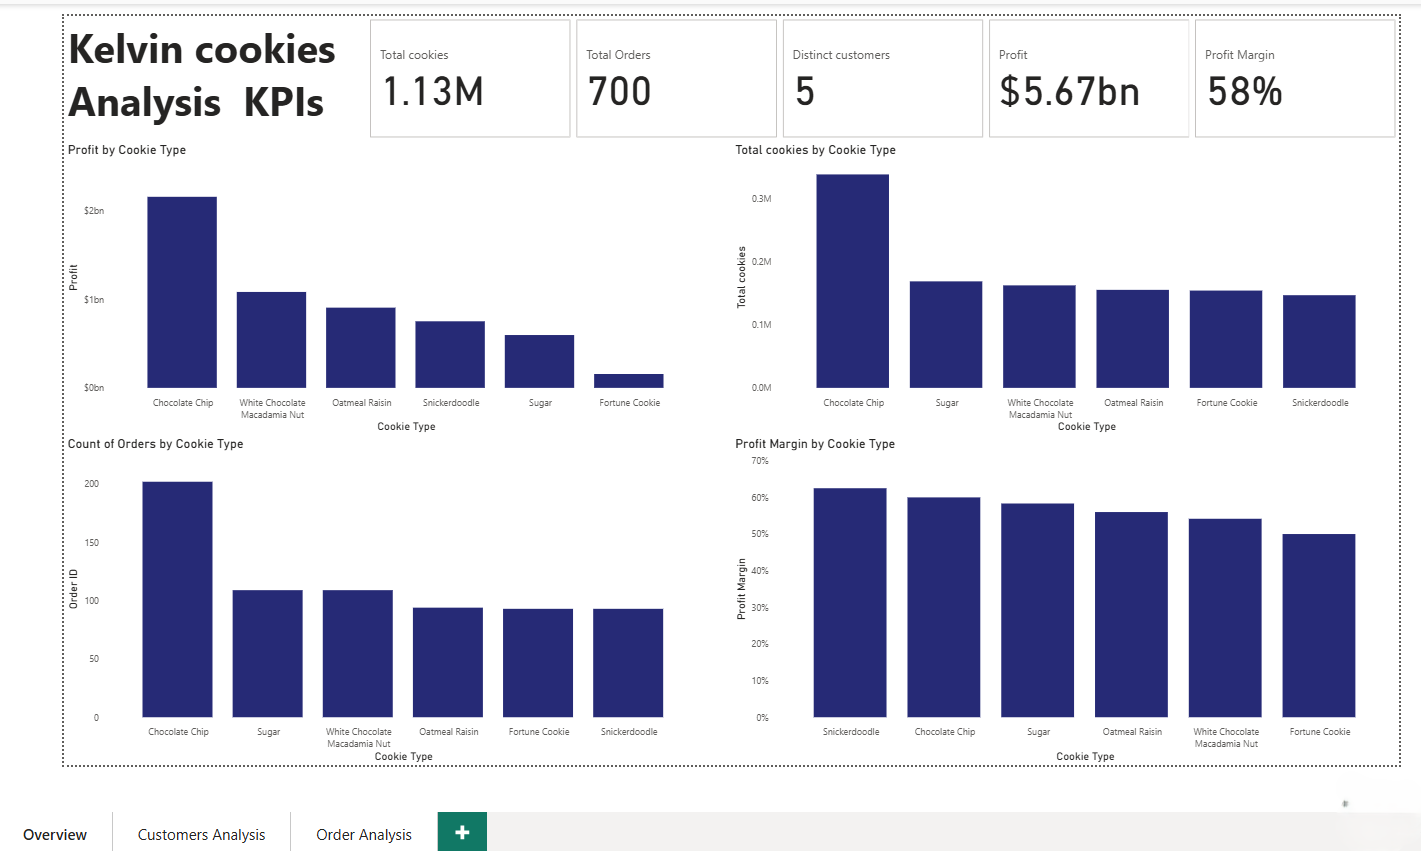 Kelvin cookies
Analysis  KPIs
Total cookies
1.13M
Total Orders
700
Distinct customers
5
Profit
$5.67bn
Profit Margin
58%
Profit by Cookie Type
$2bn
$1bn
$0bn
Profit
Chocolate Chip
White Chocolate
Macadamia Nut
Oatmeal Raisin
Snickerdoodle
Sugar
Fortune Cookie
Cookie Type
Total cookies by Cookie Type
0.3M
0.2M
0.1M
0.0M
Total cookies
Chocolate Chip
Sugar
White Chocolate
Macadamia Nut
Oatmeal Raisin
Fortune Cookie
Snickerdoodle
Cookie Type
Count of Orders by Cookie Type
200
150
100
50
0
Order ID
Chocolate Chip
Sugar
White Chocolate
Macadamia Nut
Oatmeal Raisin
Fortune Cookie
Snickerdoodle
Cookie Type
Profit Margin by Cookie Type
70%
60%
50%
40%
30%
20%
10%
0%
Profit Margin
Snickerdoodle
Chocolate Chip
Sugar
Oatmeal Raisin
White Chocolate
Macadamia Nut
Fortune Cookie
Cookie Type
Overview
Customers Analysis
Order Analysis
+